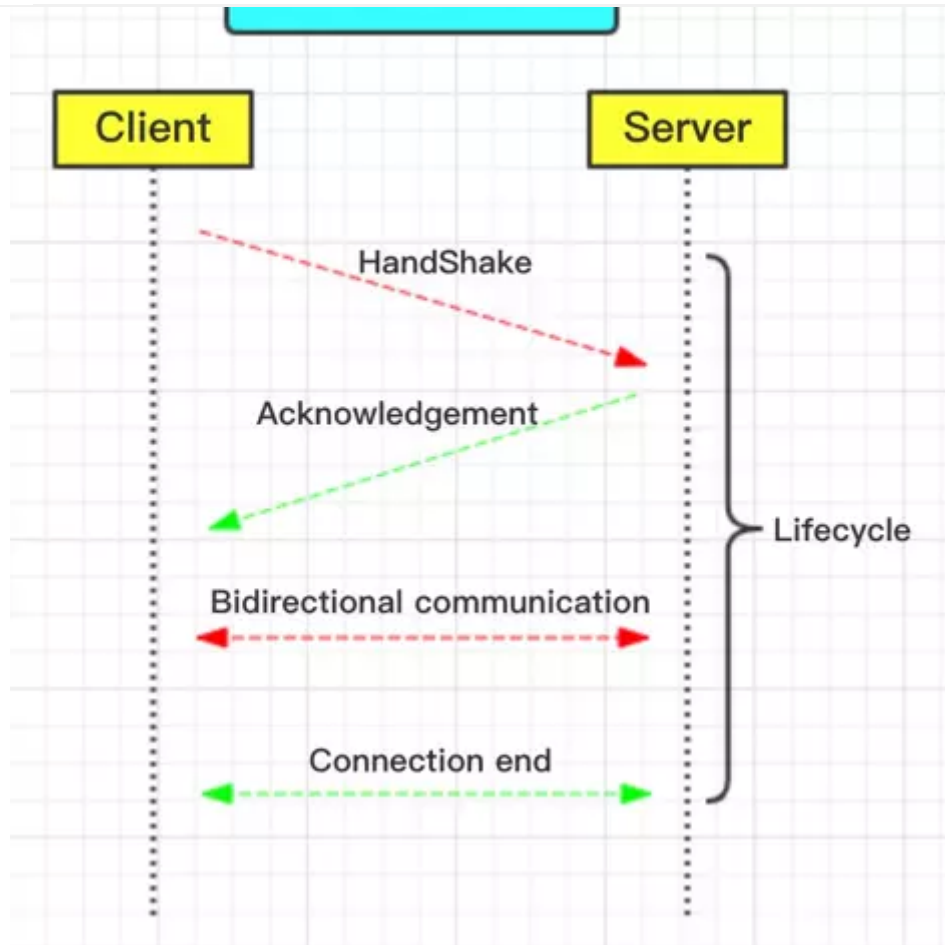 Client
Server
HandShake
Acknowledgement
Lifecycle
Bidirectional communication
Connection end